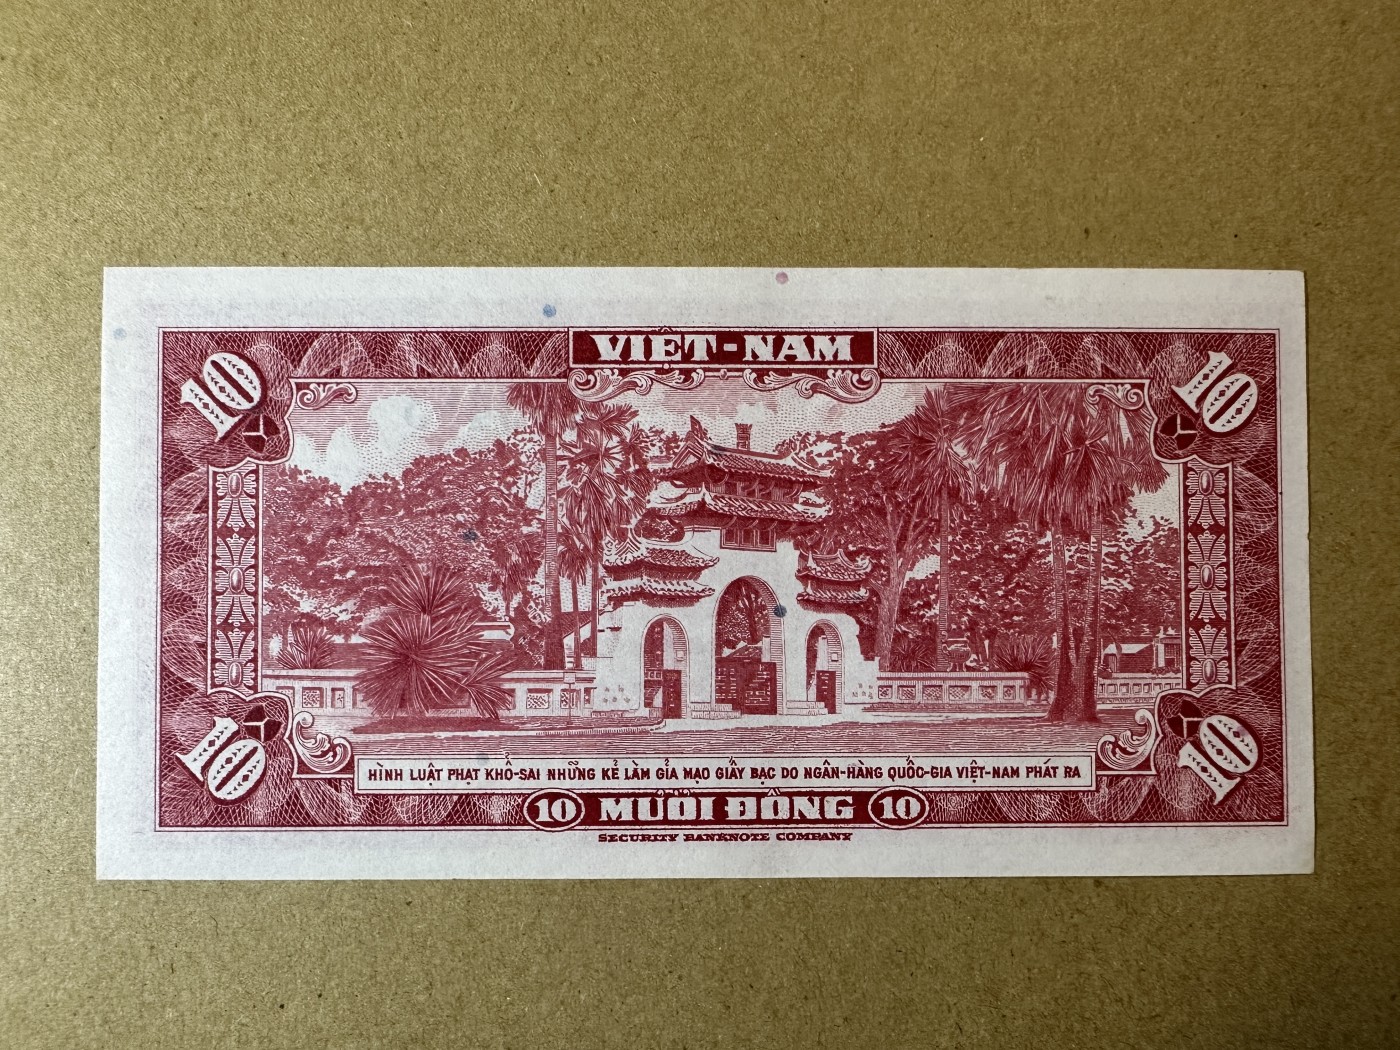 10 VIỆT-NAM 10
10 10
HÌNH LUẬT PHẠT KHỔ-SAI NHỮNG KẺ LÀM GIẢ MẠO GIẤY BẠC DO NGÂN-HÀNG QUỐC-GIA VIỆT-NAM PHÁT RA
10 MƯỜI ĐỒNG 10
SECURITY BANKNOTE COMPANY